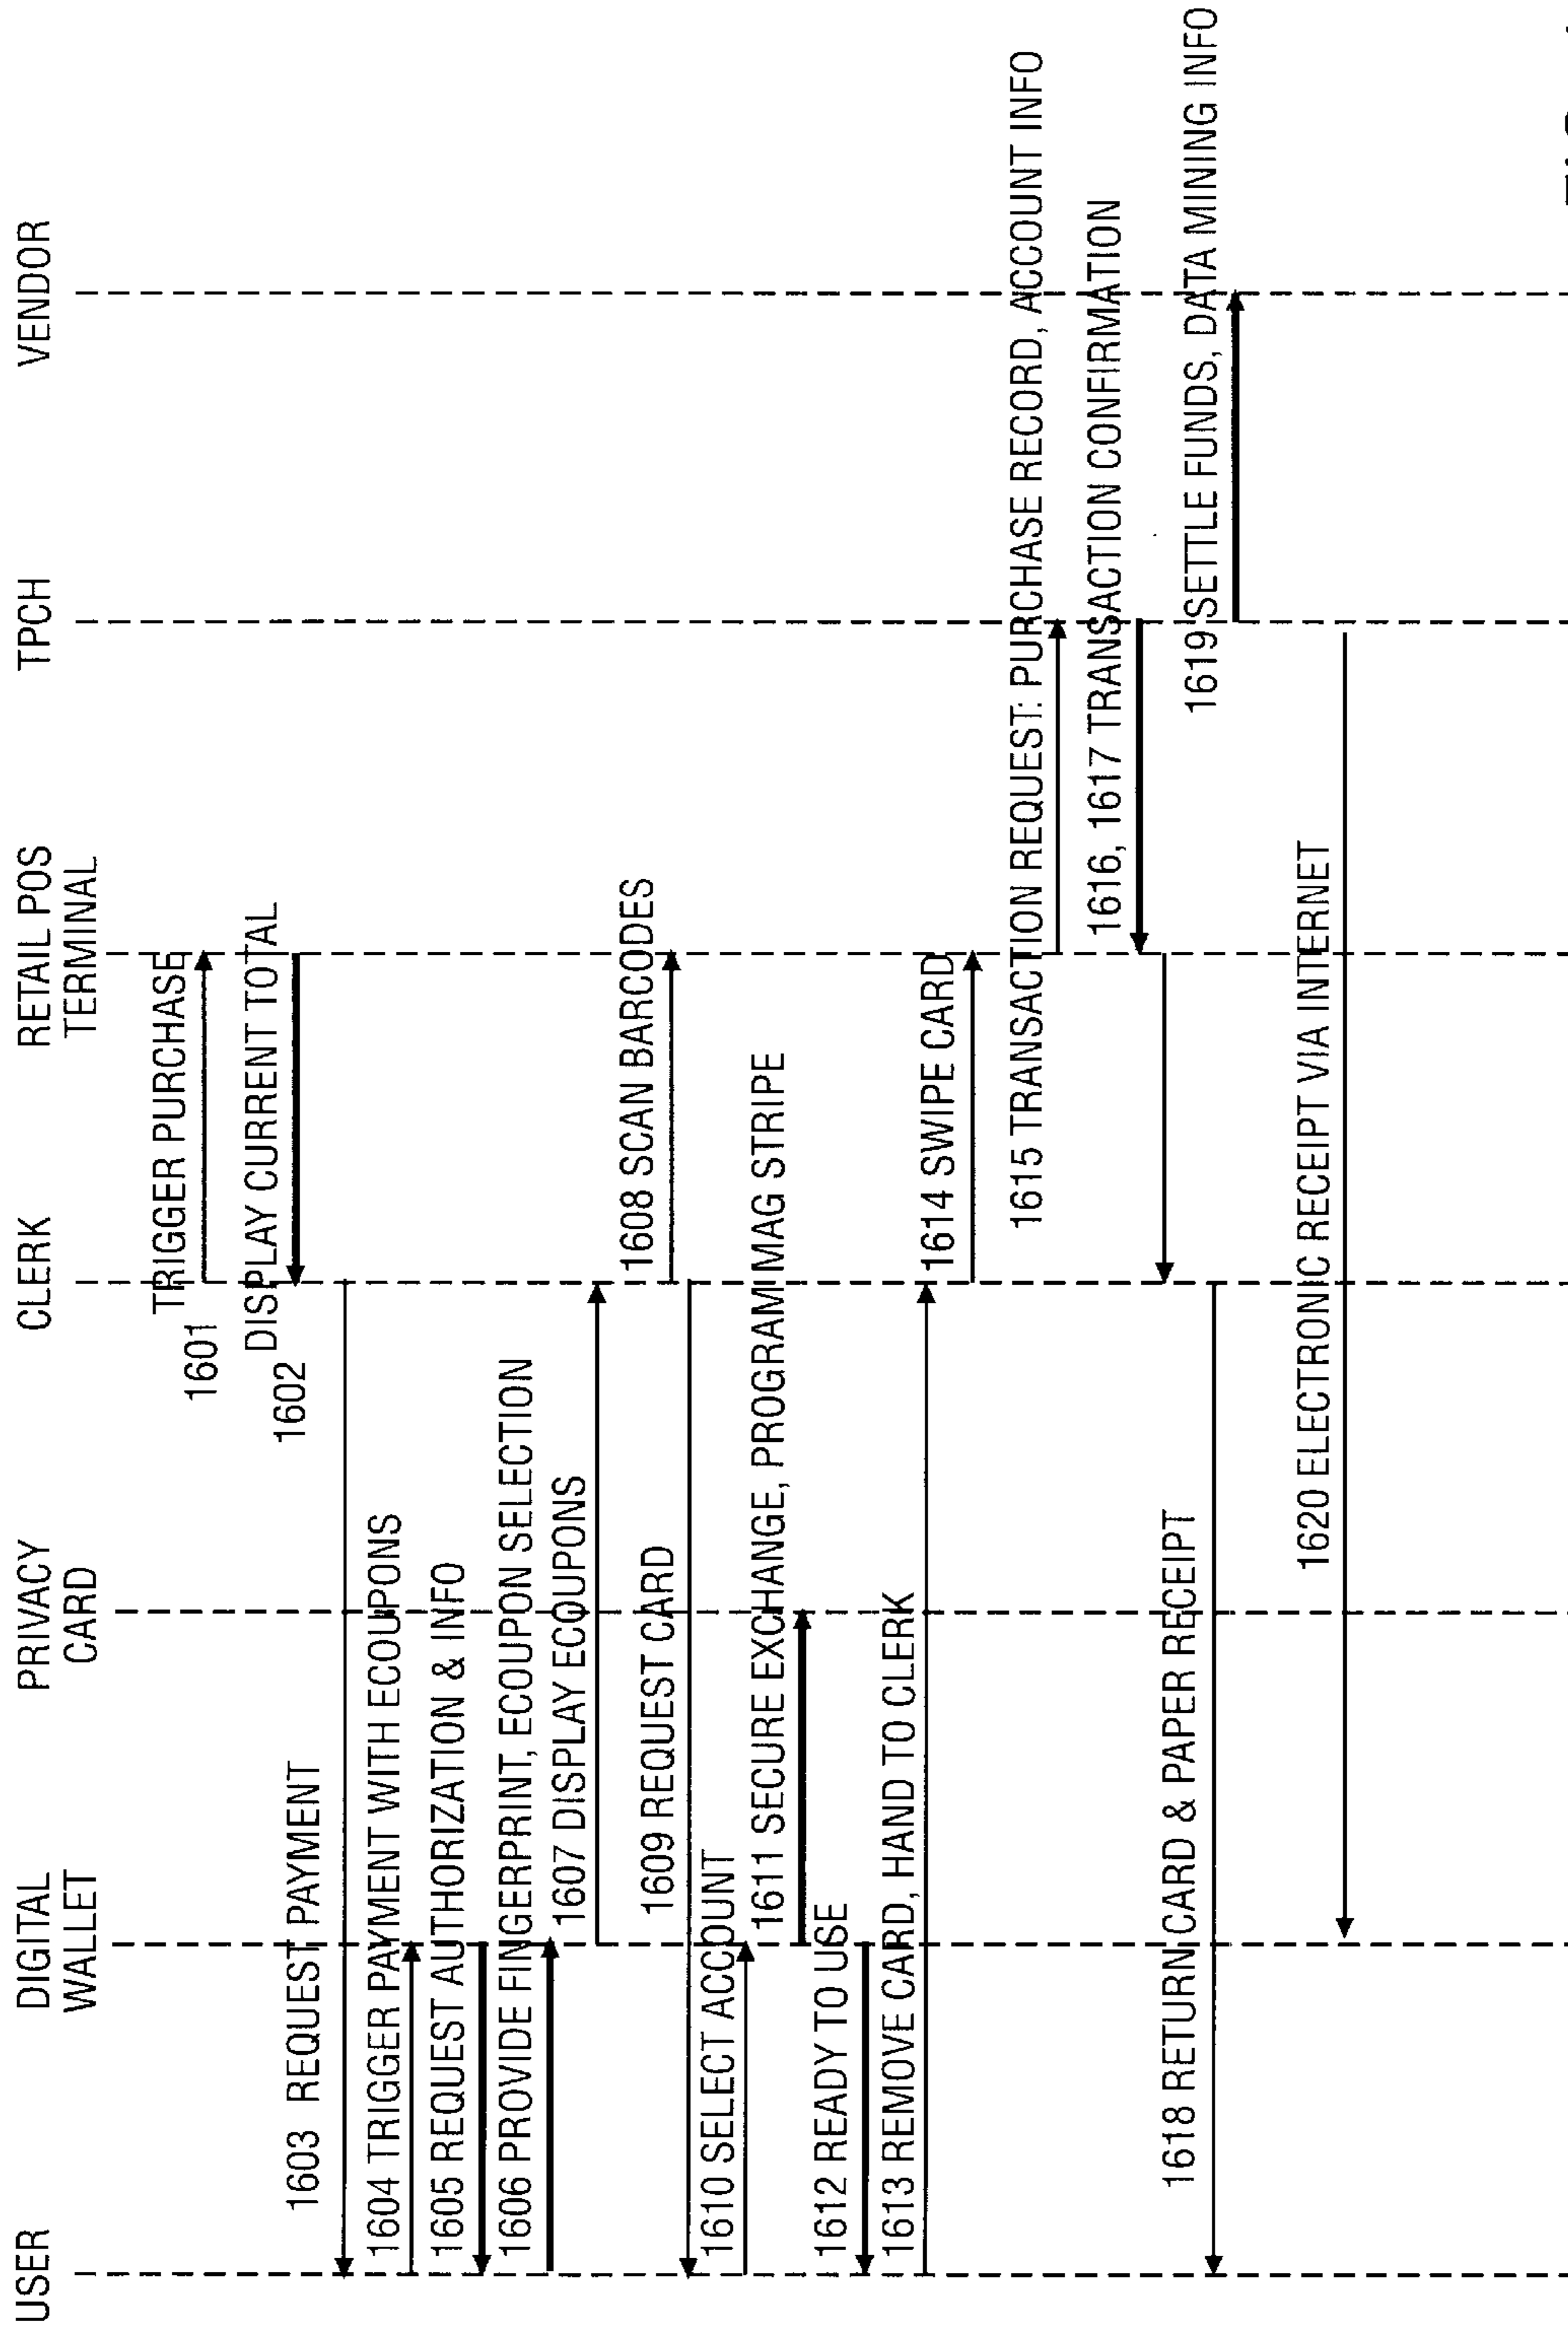 USER
DIGITAL
WALLET
PRIVACY
CARD
CLERK
RETAIL POS
TERMINAL
TPCH
VENDOR
TRIGGER PURCHASE
1601
DISPLAY CURRENT TOTAL
1602
1603 REQUEST PAYMENT
1604 TRIGGER PAYMENT WITH ECOUPONS
1605 REQUEST AUTHORIZATION & INFO
1606 PROVIDE FINGERPRINT, ECOUPON SELECTION
1607 DISPLAY ECOUPONS
1608 SCAN BARCODES
1609 REQUEST CARD
1610 SELECT ACCOUNT
1611 SECURE EXCHANGE, PROGRAM MAG STRIPE
1612 READY TO USE
1613 REMOVE CARD, HAND TO CLERK
1614 SWIPE CARD
1615 TRANSACTION REQUEST: PURCHASE RECORD, ACCOUNT INFO
1616, 1617 TRANSACTION CONFIRMATION
1618 RETURN CARD & PAPER RECEIPT
1619 SETTLE FUNDS, DATA MINING INFO
1620 ELECTRONIC RECEIPT VIA INTERNET